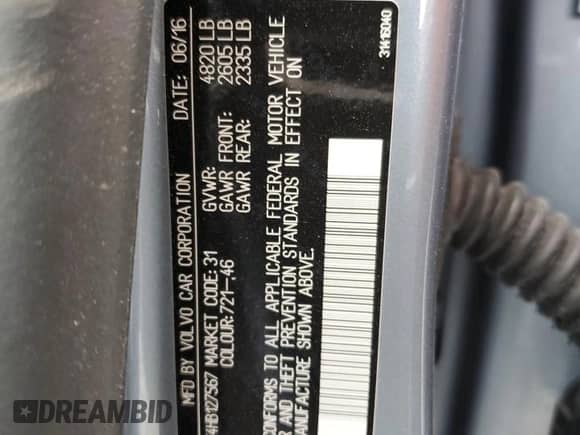 MFD BY VOLVO CAR CORPORATION DATE: 06/16
4HB127567 MARKET CODE: 31 GVWR: 4820 LB
COLOUR: 721-.46 GAWR FRONT: 2605 LB
GAWR REAR: 2335 LB
CONFORMS TO ALL APPLICABLE FEDERAL MOTOR VEHICLE
AND THEFT PREVENTION STANDARDS IN EFFECT ON
MANUFACTURE SHOWN ABOVE.
31416040
DREAMBID